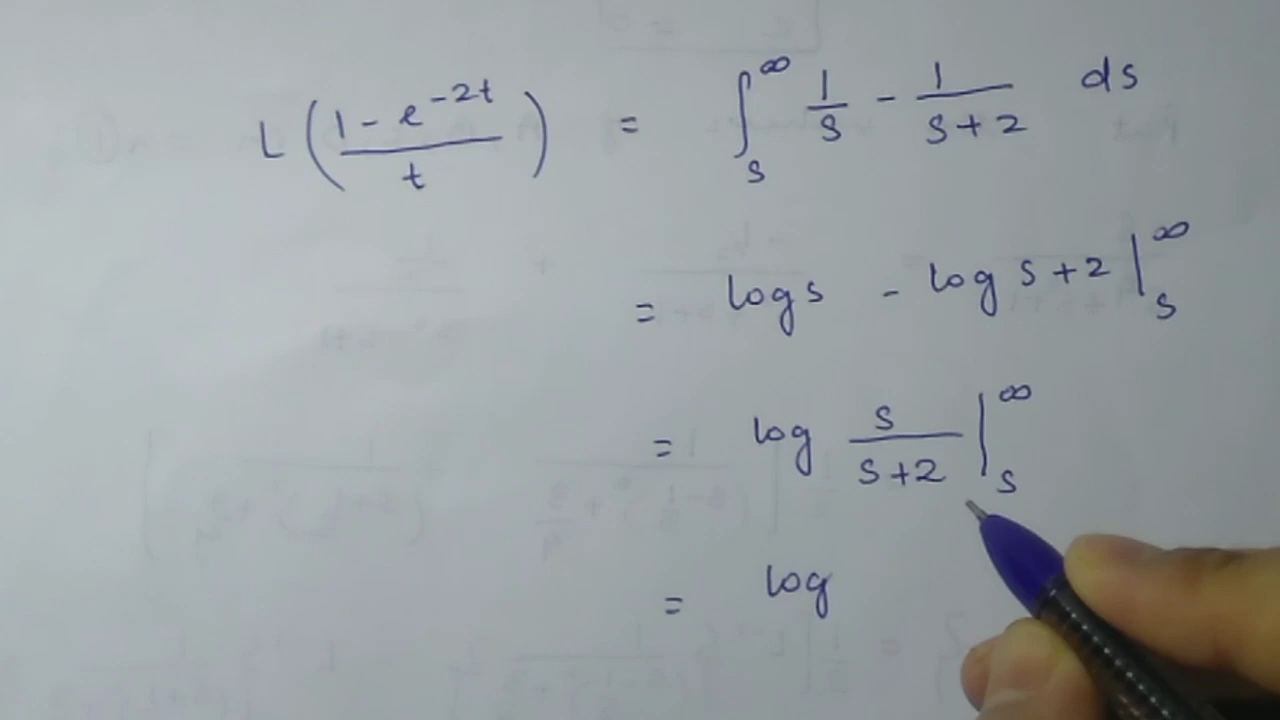 L ( (1 - e^{-2t}) / t ) = ∫_s^∞ 1/s - 1/(s+2) ds
= log s - log s+2 |_s^∞
= log s/(s+2) |_s^∞
= log